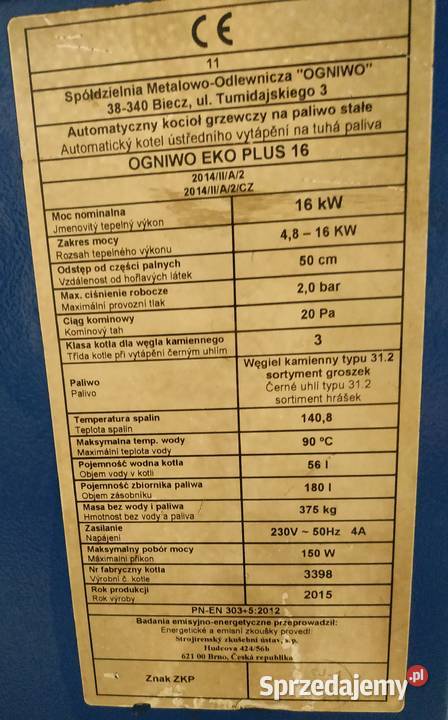 CE
11
Spółdzielnia Metalowo-Odlewnicza "OGNIWO"
38-340 Biecz, ul. Tumidajskiego 3
Automatyczny kocioł grzewczy na paliwo stałe
Automatický kotel ústředního vytápění na tuhá paliva
OGNIWO EKO PLUS 16
2014/II/A/2
2014/II/A/2/CZ
Moc nominalna
Jmenovitý tepelný výkon
16 kW
Zakres mocy
Rozsah tepelného výkonu
4,8 – 16 KW
Odstęp od części palnych
Vzdálenost od hořlavých látek
50 cm
Max. ciśnienie robocze
Maximální provozní tlak
2,0 bar
Ciąg kominowy
Komínový tah
20 Pa
Klasa kotla dla węgla kamiennego
Třída kotle při vytápění černým uhlím
3
Paliwo
Palivo
Węgiel kamienny typu 31.2
sortyment groszek
Černé uhlí typu 31.2
sortiment hrášek
Temperatura spalin
Teplota spalin
140,8
Maksymalna temp. wody
Maximální teplota vody
90 ºC
Pojemność wodna kotła
Objem vody v kotli
56 l
Pojemność zbiornika paliwa
Objem zásobníku
180 l
Masa bez wody i paliwa
Hmotnost bez vody a paliva
375 kg
Zasilanie
Napájení
230V ~ 50Hz 4A
Maksymalny pobór mocy
Maximální příkon
150 W
Nr fabryczny kotła
Výrobní č. kotle
3398
Rok produkcji
Rok výroby
2015
PN-EN 303-5:2012
Badania emisyjno-energetyczne przeprowadził:
Energetické a emisní zkoušky provedl:
Strojírenský zkušební ústav, s.p.
Hudcova 424/56b
621 00 Brno, Česká republika
Znak ZKP
Sprzedajemy.pl